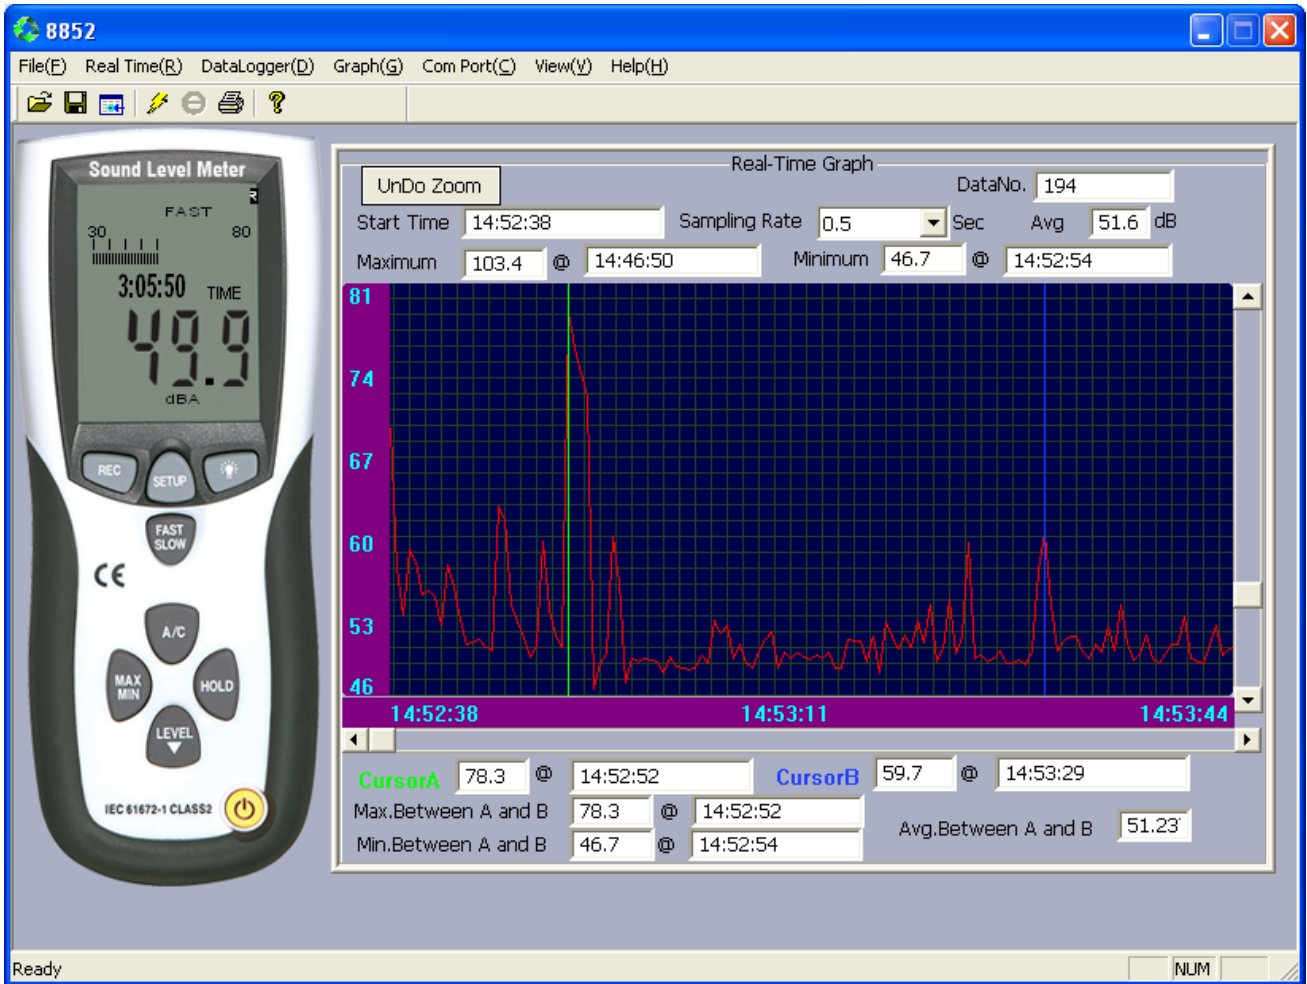 8852
File(F) Real Time(R) DataLogger(D) Graph(G) Com Port(C) View(V) Help(H)
Sound Level Meter
R
FAST
30 80
3:05:50 TIME
49.9
dBA
REC
SETUP
FAST
SLOW
CE
A/C
MAX
MIN
HOLD
LEVEL
IEC 61672-1 CLASS2
Real-Time Graph
UnDo Zoom
DataNo. 194
Start Time 14:52:38 Sampling Rate 0.5 Sec Avg 51.6 dB
Maximum 103.4 @ 14:46:50 Minimum 46.7 @ 14:52:54
81
74
67
60
53
46
14:52:38 14:53:11 14:53:44
CursorA 78.3 @ 14:52:52 CursorB 59.7 @ 14:53:29
Max.Between A and B 78.3 @ 14:52:52
Min.Between A and B 46.7 @ 14:52:54
Avg.Between A and B 51.23
Ready
NUM